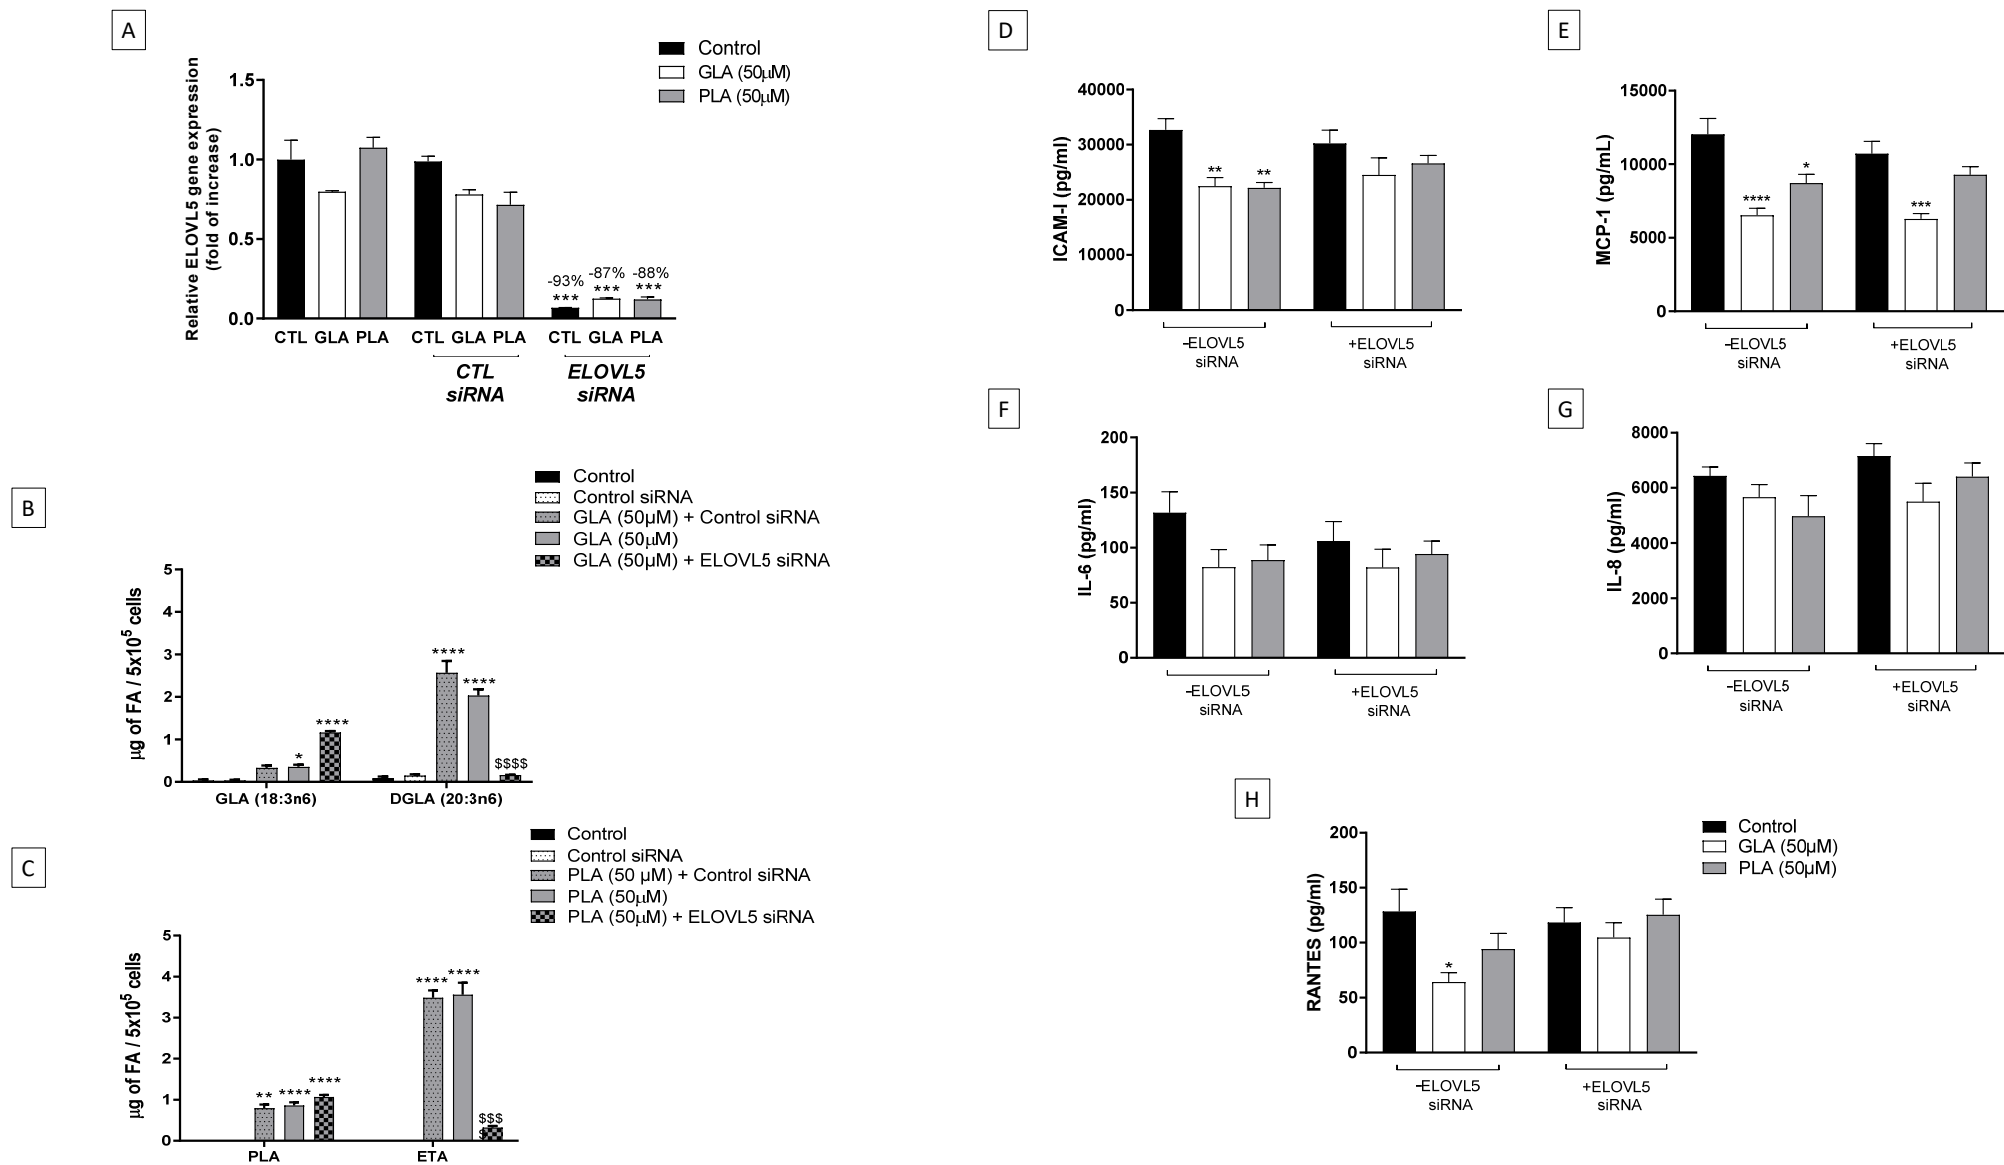 A
Control
GLA (50μM)
PLA (50μM)
Relative ELOVL5 gene expression
(fold of increase)
1.5
1.0
0.5
0.0
-93%
-87%
-88%
***
***
***
CTL GLA PLA
CTL GLA PLA
CTL GLA PLA
CTL
siRNA
ELOVL5
siRNA
B
Control
Control siRNA
GLA (50μM) + Control siRNA
GLA (50μM)
GLA (50μM) + ELOVL5 siRNA
μg of FA / 5x10⁵ cells
5
4
3
2
1
0
*
****
****
****
$$$$
GLA (18:3n6)
DGLA (20:3n6)
C
Control
Control siRNA
PLA (50 μM) + Control siRNA
PLA (50μM)
PLA (50μM) + ELOVL5 siRNA
μg of FA / 5x10⁵ cells
5
4
3
2
1
0
**
****
****
****
****
$$$
$
PLA
ETA
D
ICAM-I (pg/ml)
40000
30000
20000
10000
0
**
**
–ELOVL5
siRNA
+ELOVL5
siRNA
E
MCP-1 (pg/mL)
15000
10000
5000
0
****
*
***
–ELOVL5
siRNA
+ELOVL5
siRNA
F
IL-6 (pg/ml)
200
150
100
50
0
–ELOVL5
siRNA
+ELOVL5
siRNA
G
IL-8 (pg/ml)
8000
6000
4000
2000
0
–ELOVL5
siRNA
+ELOVL5
siRNA
H
RANTES (pg/ml)
200
150
100
50
0
*
–ELOVL5
siRNA
+ELOVL5
siRNA
Control
GLA (50μM)
PLA (50μM)